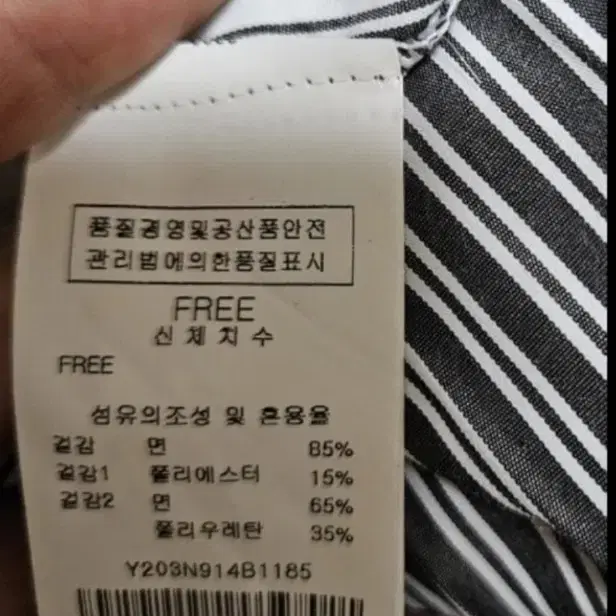 품질경영및공산품안전
관리법에의한품질표시
FREE
신체치수
FREE
섬유의조성 및 혼용율
겉감 면 85%
겉감1 폴리에스터 15%
겉감2 면 65%
폴리우레탄 35%
Y203N914B1185